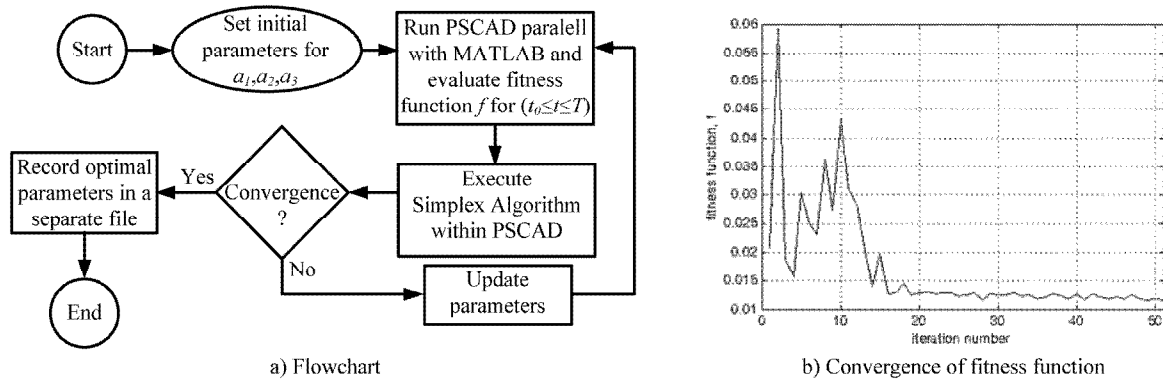 Start
Set initial
parameters for
a1,a2,a3
Run PSCAD paralell
with MATLAB and
evaluate fitness
function f for (t0≤t≤T)
Execute
Simplex Algorithm
within PSCAD
Convergence
?
Yes
No
Record optimal
parameters in a
separate file
End
Update
parameters
a) Flowchart
fitness function, f
0.06
0.055
0.05
0.045
0.04
0.035
0.03
0.025
0.02
0.015
0.01
0
10
20
30
40
50
iteration number
b) Convergence of fitness function